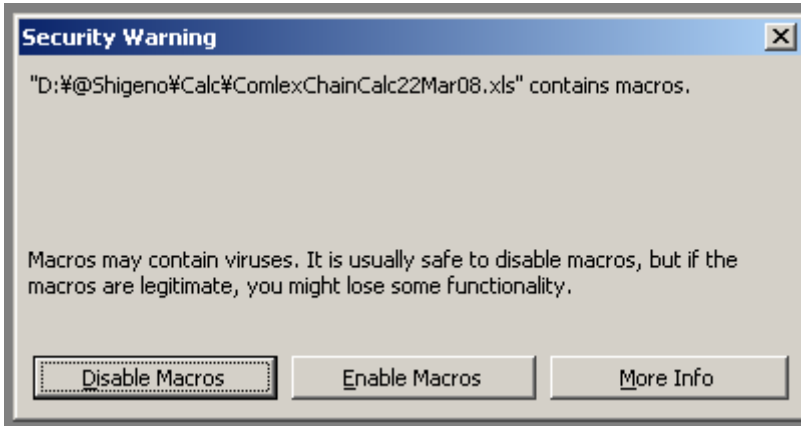 Security Warning
"D:¥@Shigeno¥Calc¥ComlexChainCalc22Mar08.xls" contains macros.
Macros may contain viruses. It is usually safe to disable macros, but if the
macros are legitimate, you might lose some functionality.
Disable Macros Enable Macros More Info